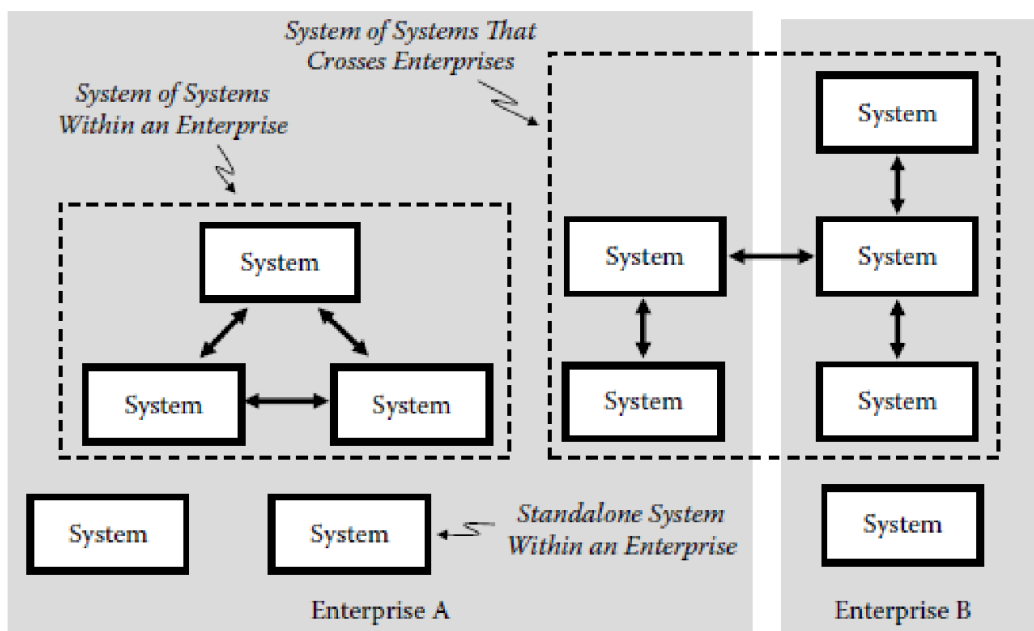 System of Systems That
Crosses Enterprises
System of Systems
Within an Enterprise
System
System
System
System
System
System
System
System
System
System
System
Standalone System
Within an Enterprise
System
Enterprise A
Enterprise B